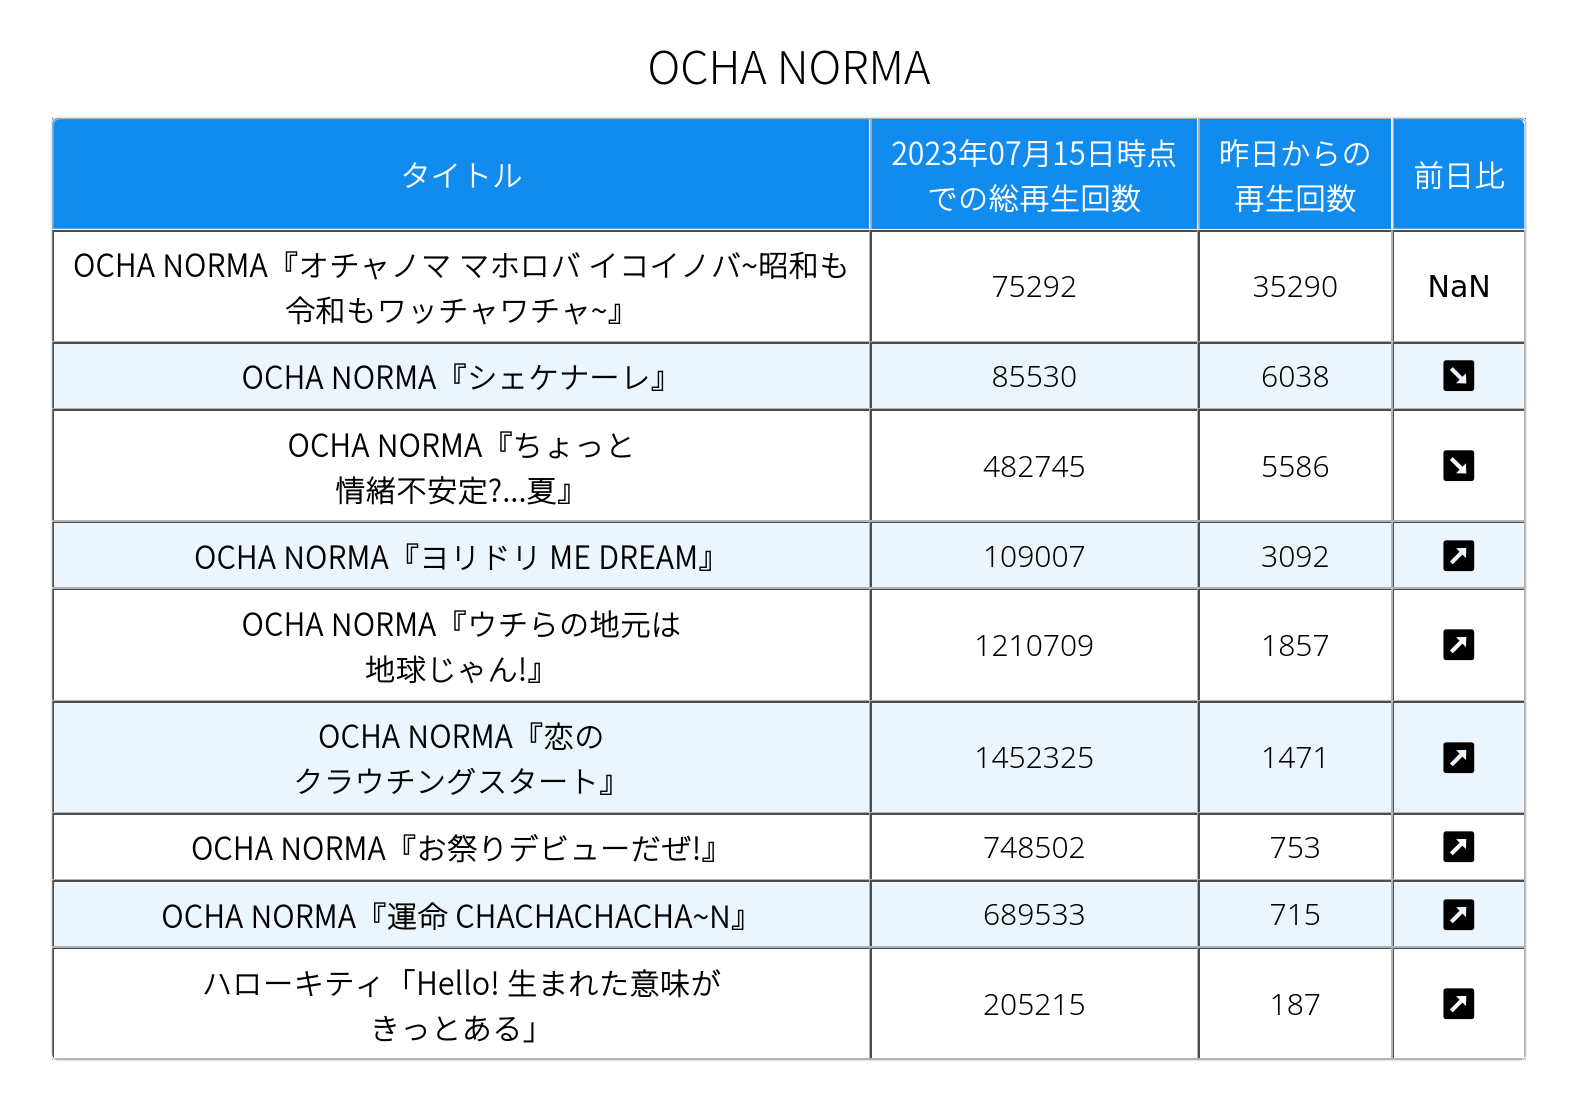 OCHA NORMA
タイトル
2023年07月15日時点
での総再生回数
昨日からの
再生回数
前日比
OCHA NORMA『オチャノマ マホロバ イコイノバ~昭和も
令和もワッチャワチャ~』
75292
35290
NaN
OCHA NORMA『シェケナーレ』
85530
6038
OCHA NORMA『ちょっと
情緒不安定?...夏』
482745
5586
OCHA NORMA『ヨリドリ ME DREAM』
109007
3092
OCHA NORMA『ウチらの地元は
地球じゃん!』
1210709
1857
OCHA NORMA『恋の
クラウチングスタート』
1452325
1471
OCHA NORMA『お祭りデビューだぜ!』
748502
753
OCHA NORMA『運命 CHACHACHACHA~N』
689533
715
ハローキティ「Hello! 生まれた意味が
きっとある」
205215
187